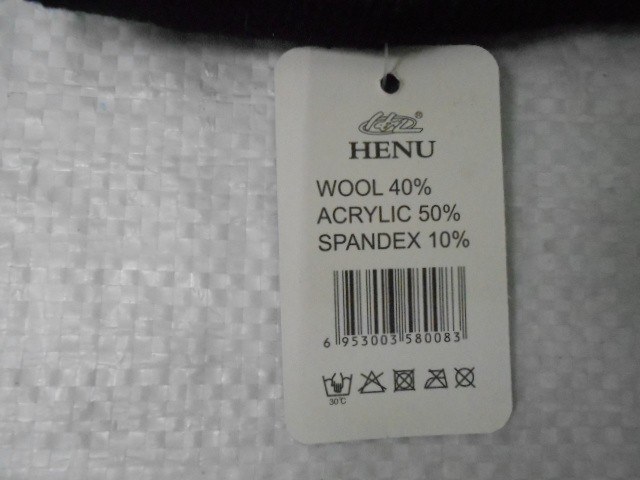 HENU
WOOL 40%
ACRYLIC 50%
SPANDEX 10%
6 953003 580083
30°C